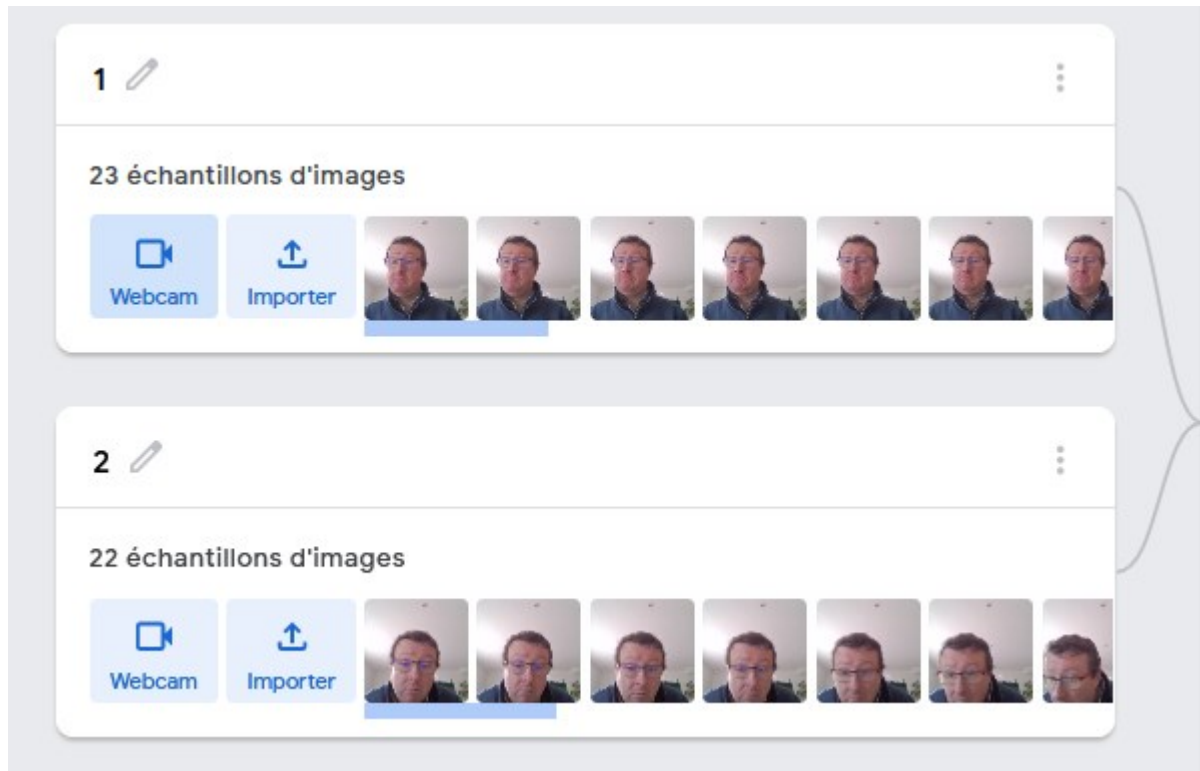 1
23 échantillons d'images
Webcam
Importer
2
22 échantillons d'images
Webcam
Importer